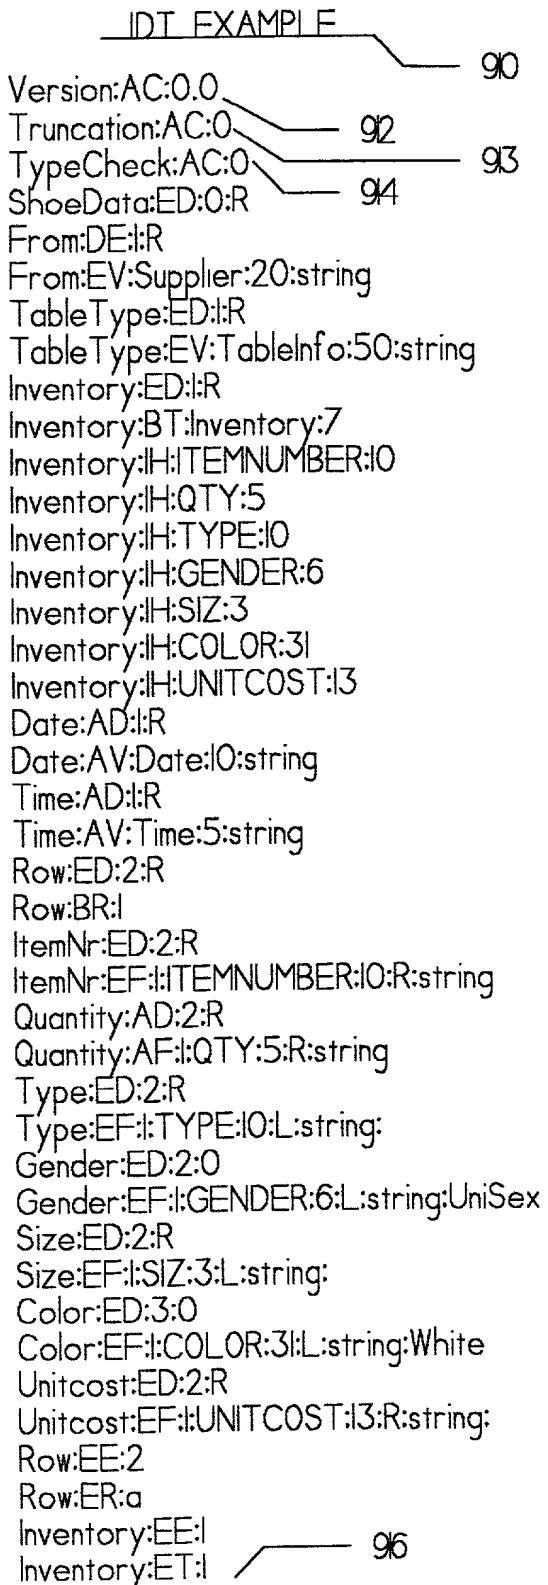 IDT EXAMPLE
90
Version:AC:0.0
92
Truncation:AC:0
93
TypeCheck:AC:0
94
ShoeData:ED:0:R
From:DE:1:R
From:EV:Supplier:20:string
TableType:ED:1:R
TableType:EV:TableInfo:50:string
Inventory:ED:1:R
Inventory:BT:Inventory:7
Inventory:IH:ITEMNUMBER:10
Inventory:IH:QTY:5
Inventory:IH:TYPE:10
Inventory:IH:GENDER:6
Inventory:IH:SIZ:3
Inventory:IH:COLOR:31
Inventory:IH:UNITCOST:13
Date:AD:1:R
Date:AV:Date:10:string
Time:AD:1:R
Time:AV:Time:5:string
Row:ED:2:R
Row:BR:1
ItemNr:ED:2:R
ItemNr:EF:1:ITEMNUMBER:10:R:string
Quantity:AD:2:R
Quantity:AF:1:QTY:5:R:string
Type:ED:2:R
Type:EF:1:TYPE:10:L:string:
Gender:ED:2:O
Gender:EF:1:GENDER:6:L:string:UniSex
Size:ED:2:R
Size:EF:1:SIZ:3:L:string:
Color:ED:3:O
Color:EF:1:COLOR:31:L:string:White
Unitcost:ED:2:R
Unitcost:EF:1:UNITCOST:13:R:string:
Row:EE:2
Row:ER:a
Inventory:EE:1
Inventory:ET:1
96